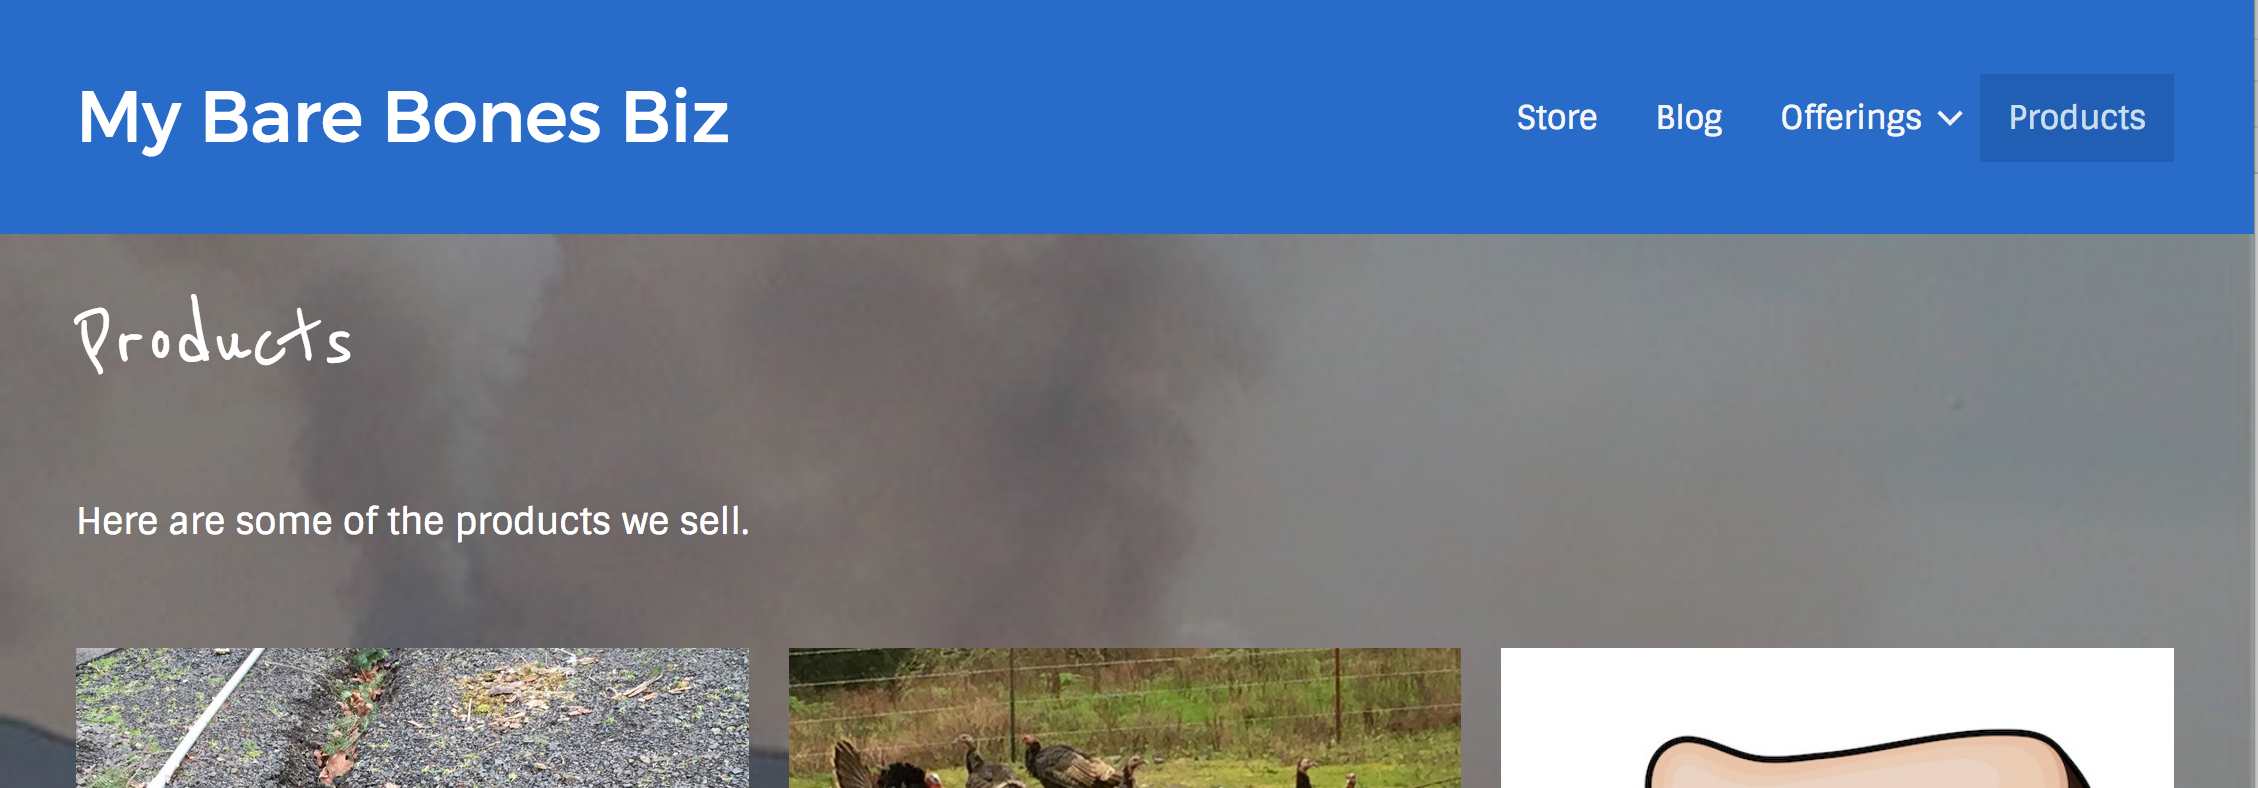 My Bare Bones Biz
Store Blog Offerings Products
Products
Here are some of the products we sell.